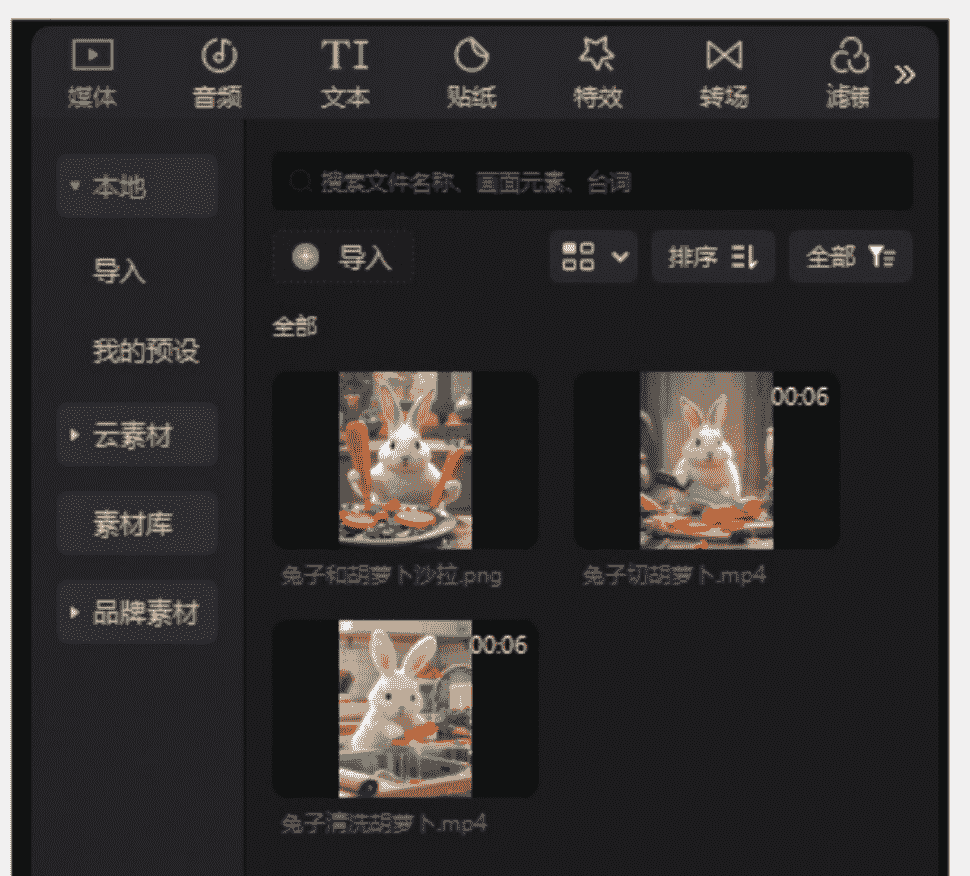 媒体 音频 文本 贴纸 特效 转场 滤镜
本地
搜索文件名称、画面元素、台词
导入
导入 排序 全部
我的预设
全部
云素材
素材库
品牌素材
00:06
兔子和胡萝卜沙拉.png 兔子切胡萝卜.mp4
00:06
兔子清洗胡萝卜.mp4